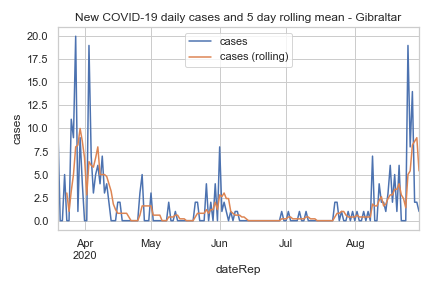 New COVID-19 daily cases and 5 day rolling mean - Gibraltar
cases
cases (rolling)
20.0
17.5
15.0
12.5
10.0
7.5
5.0
2.5
0.0
cases
Apr
2020
May
Jun
Jul
Aug
dateRep